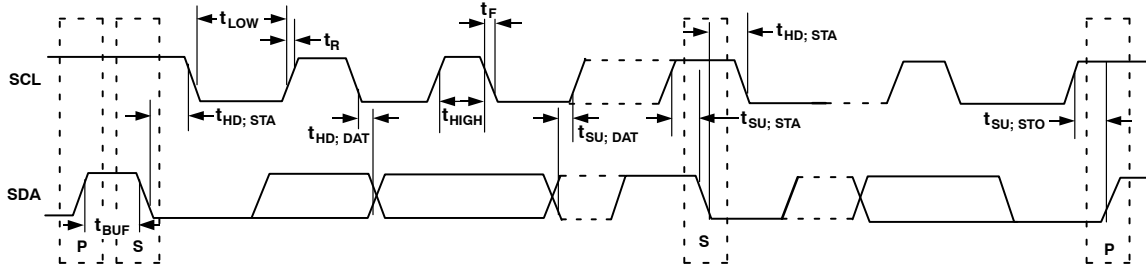 tLOW
tF
tR
tHD; STA
SCL
tHD; STA
tHD; DAT
tHIGH
tSU; DAT
tSU; STA
tSU; STO
SDA
tBUF
P
S
S
P